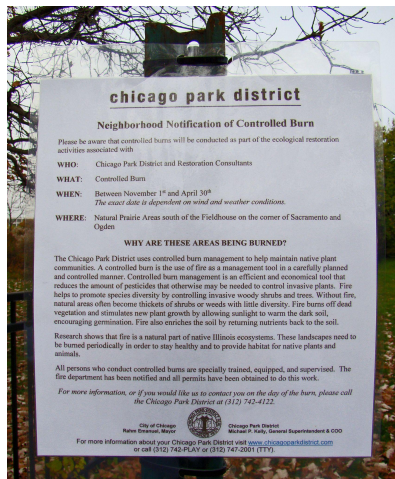 chicago park district
Neighborhood Notification of Controlled Burn
Please be aware that controlled burns will be conducted as part of the ecological restoration
activities associated with
WHO: Chicago Park District and Restoration Consultants
WHAT: Controlled Burn
WHEN: Between November 1st and April 30th
The exact date is dependent on wind and weather conditions.
WHERE: Natural Prairie Areas south of the Fieldhouse on the corner of Sacramento and
Ogden
WHY ARE THESE AREAS BEING BURNED?
The Chicago Park District uses controlled burn management to help maintain native plant
communities. A controlled burn is the use of fire as a management tool in a carefully planned
and controlled manner. Controlled burn management is an efficient and economical tool that
reduces the amount of pesticides that otherwise may be needed to control invasive plants. Fire
helps to promote species diversity by controlling invasive woody shrubs and trees. Without fire,
natural areas often become thickets of shrubs or weeds with little diversity. Fire burns off dead
vegetation and stimulates new plant growth by allowing sunlight to warm the dark soil,
encouraging germination. Fire also enriches the soil by returning nutrients back to the soil.
Research shows that fire is a natural part of native Illinois ecosystems. These landscapes need to
be burned periodically in order to stay healthy and to provide habitat for native plants and
animals.
All persons who conduct controlled burns are specially trained, equipped, and supervised. The
fire department has been notified and all permits have been obtained to do this work.
For more information, or if you would like us to contact you on the day of the burn, please call
the Chicago Park District at (312) 742-4122.
City of Chicago
Rahm Emanuel, Mayor
Chicago Park District
Michael P. Kelly, General Superintendent & COO
For more information about your Chicago Park District visit www.chicagoparkdistrict.com
or call (312) 742-PLAY or (312) 747-2001 (TTY).